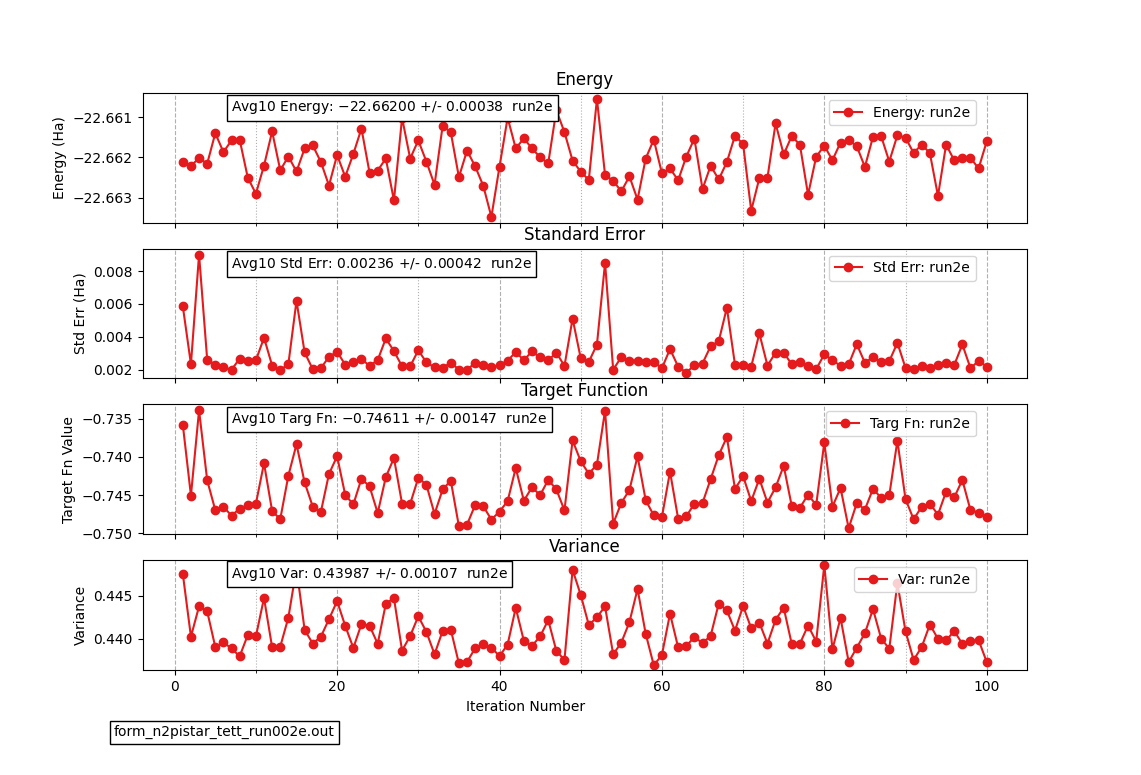 Energy
Avg10 Energy: −22.66200 +/- 0.00038  run2e
Energy: run2e
Energy (Ha)
−22.661
−22.662
−22.663
Standard Error
Avg10 Std Err: 0.00236 +/- 0.00042  run2e
Std Err: run2e
Std Err (Ha)
0.008
0.006
0.004
0.002
Target Function
Avg10 Targ Fn: −0.74611 +/- 0.00147  run2e
Targ Fn: run2e
Target Fn Value
−0.735
−0.740
−0.745
−0.750
Variance
Avg10 Var: 0.43987 +/- 0.00107  run2e
Var: run2e
Variance
0.445
0.440
0 20 40 60 80 100
Iteration Number
form_n2pistar_tett_run002e.out